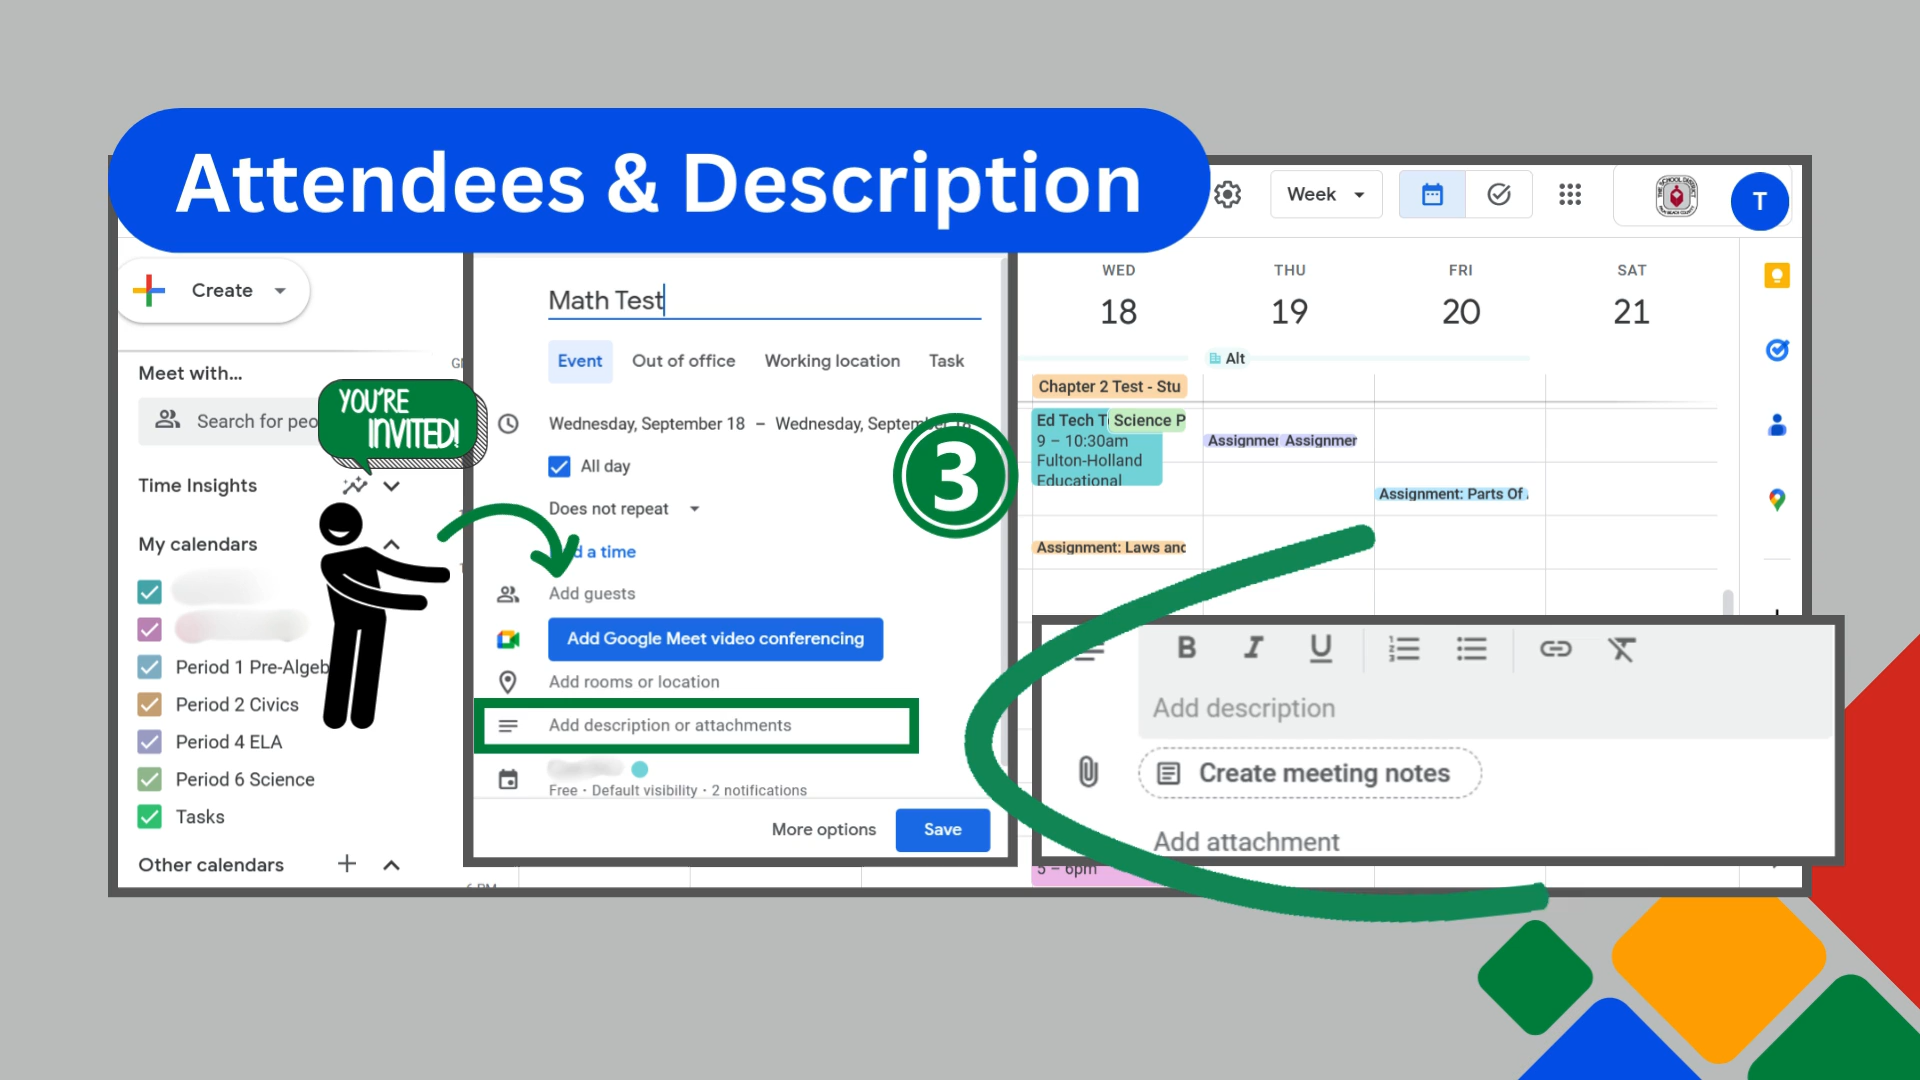 Attendees & Description
Week
T
Create
Meet with...
Search for peo
YOU'RE
INVITED!
Time Insights
My calendars
Period 1 Pre-Algeb
Period 2 Civics
Period 4 ELA
Period 6 Science
Tasks
Other calendars
Math Test
Event Out of office Working location Task
Wednesday, September 18 – Wednesday, September 18
All day
3
Does not repeat
d a time
Add guests
Add Google Meet video conferencing
Add rooms or location
Add description or attachments
Free · Default visibility · 2 notifications
More options Save
WED THU FRI SAT
18 19 20 21
Alt
Chapter 2 Test - Stu
Ed Tech T Science P
9 – 10:30am
Fulton-Holland
Educational
Assignmer Assignmer
Assignment: Parts Of
Assignment: Laws and
B I U
Add description
Create meeting notes
Add attachment
5 – 6pm
6 PM